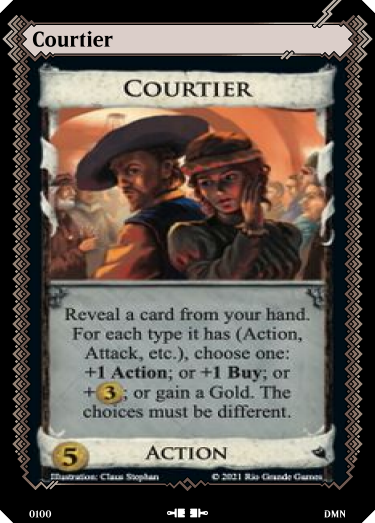 Courtier
COURTIER
Reveal a card from your hand.
For each type it has (Action,
Attack, etc.), choose one:
+1 Action; or +1 Buy; or
+3; or gain a Gold. The
choices must be different.
5
ACTION
Illustration: Claus Stephan
© 2021 Rio Grande Games
0100
DMN